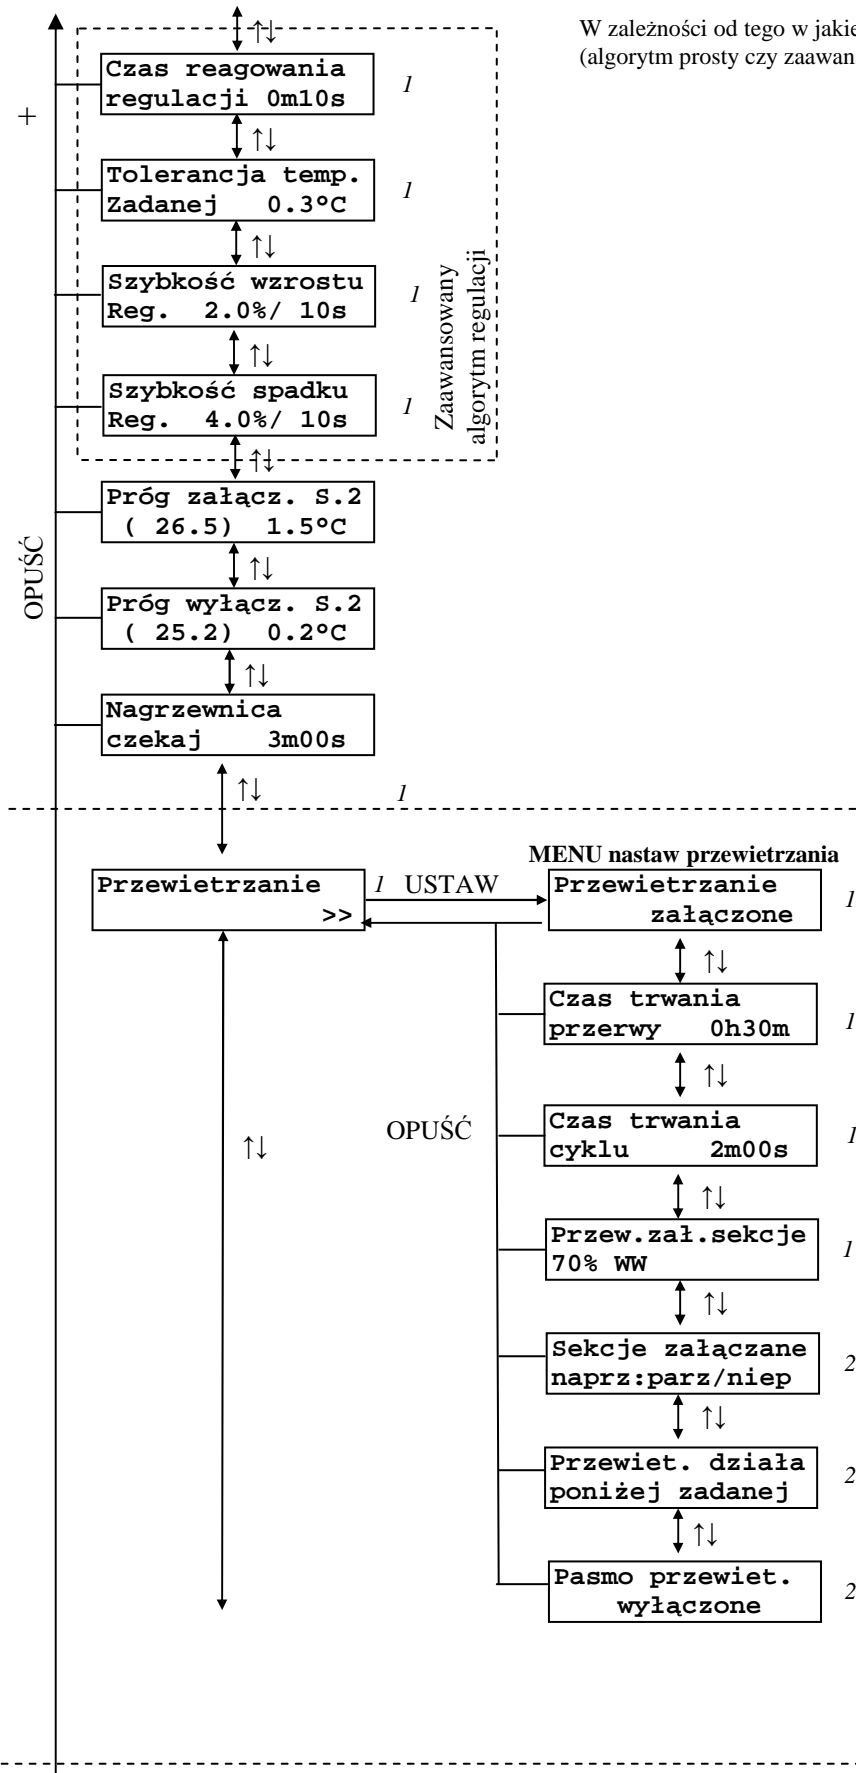 W zależności od tego w jakie
(algorytm prosty czy zaawan
↑↓
Czas reagowania
regulacji 0m10s
1
+
↑↓
Tolerancja temp.
Zadanej 0.3°C
1
↑↓
Szybkość wzrostu
Reg. 2.0%/ 10s
1
Zaawansowany
algorytm regulacji
↑↓
Szybkość spadku
Reg. 4.0%/ 10s
1
↑↓
Próg załącz. S.2
( 26.5) 1.5°C
↑↓
OPUŚĆ
Próg wyłącz. S.2
( 25.2) 0.2°C
↑↓
Nagrzewnica
czekaj 3m00s
↑↓ 1
MENU nastaw przewietrzania
Przewietrzanie
>>
1 USTAW
Przewietrzanie
załączone
1
↑↓
Czas trwania
przerwy 0h30m
1
↑↓
OPUŚĆ
Czas trwania
cyklu 2m00s
1
↑↓
↑↓
Przew.zał.sekcje
70% WW
1
↑↓
Sekcje załączane
naprz:parz/niep
2
↑↓
Przewiet. działa
poniżej zadanej
2
↑↓
Pasmo przewiet.
wyłączone
2